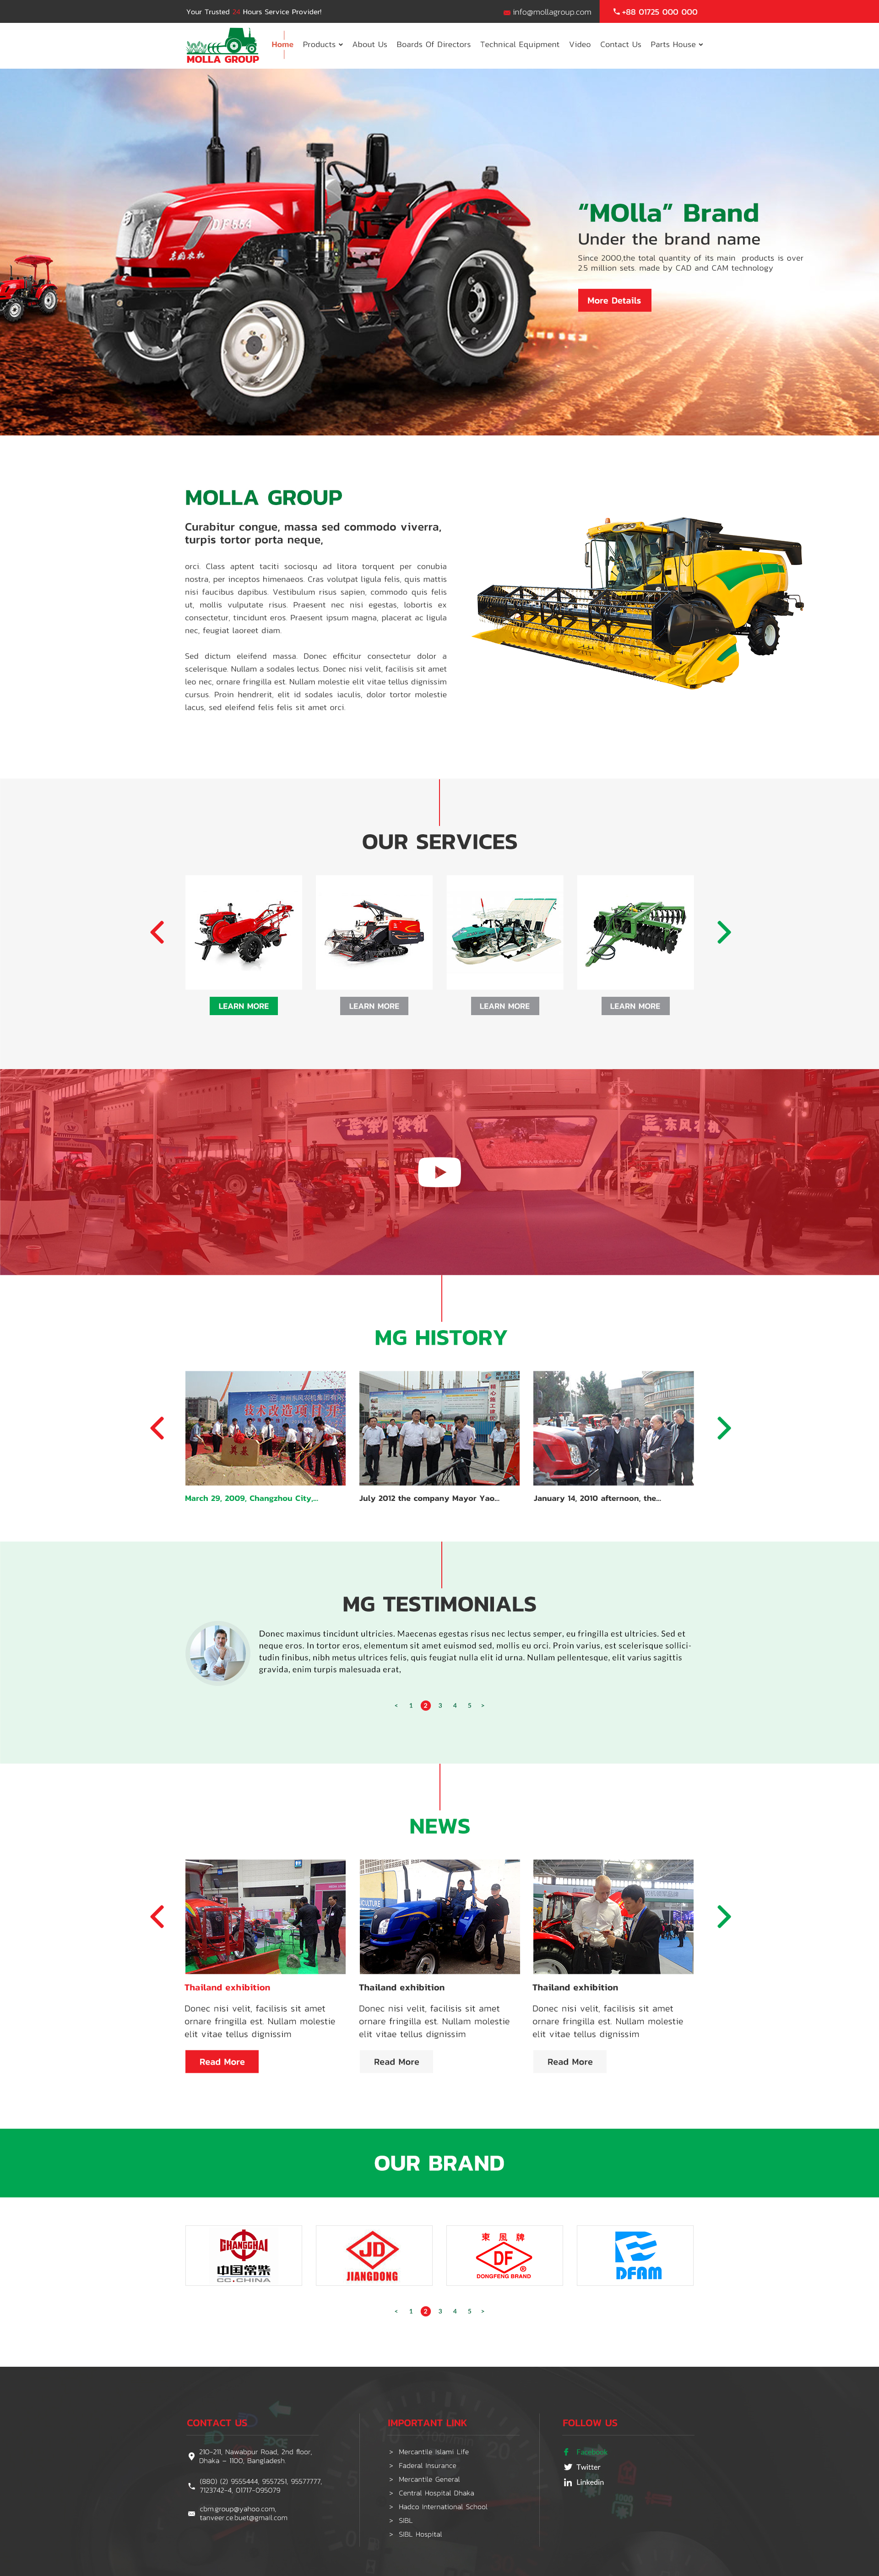 Your Trusted 24 Hours Service Provider!
info@mollagroup.com
+88 01725 000 000
MOLLA GROUP
Home
Products
About Us
Boards Of Directors
Technical Equipment
Video
Contact Us
Parts House
“MOlla” Brand
Under the brand name
Since 2000,the total quantity of its main products is over
2.5 million sets. made by CAD and CAM technology
More Details
MOLLA GROUP
Curabitur congue, massa sed commodo viverra,
turpis tortor porta neque,
orci. Class aptent taciti sociosqu ad litora torquent per conubia
nostra, per inceptos himenaeos. Cras volutpat ligula felis, quis mattis
nisi faucibus dapibus. Vestibulum risus sapien, commodo quis felis
ut, mollis vulputate risus. Praesent nec nisi egestas, lobortis ex
consectetur, tincidunt eros. Praesent ipsum magna, placerat ac ligula
nec, feugiat laoreet diam.
Sed dictum eleifend massa. Donec efficitur consectetur dolor a
scelerisque. Nullam a sodales lectus. Donec nisi velit, facilisis sit amet
leo nec, ornare fringilla est. Nullam molestie elit vitae tellus dignissim
cursus. Proin hendrerit, elit id sodales iaculis, dolor tortor molestie
lacus, sed eleifend felis felis sit amet orci.
OUR SERVICES
LEARN MORE
LEARN MORE
LEARN MORE
LEARN MORE
东风农机
MG HISTORY
技术改造项目开
March 29, 2009, Changzhou City,...
July 2012 the company Mayor Yao...
January 14, 2010 afternoon, the...
MG TESTIMONIALS
Donec maximus tincidunt ultricies. Maecenas egestas risus nec lectus semper, eu fringilla est ultricies. Sed et
neque eros. In tortor eros, elementum sit amet euismod sed, mollis eu orci. Proin varius, est scelerisque sollici-
tudin finibus, nibh metus ultrices felis, quis feugiat nulla elit id urna. Nullam pellentesque, elit varius sagittis
gravida, enim turpis malesuada erat,
< 1 2 3 4 5 >
NEWS
Thailand exhibition
Thailand exhibition
Thailand exhibition
Donec nisi velit, facilisis sit amet
ornare fringilla est. Nullam molestie
elit vitae tellus dignissim
Donec nisi velit, facilisis sit amet
ornare fringilla est. Nullam molestie
elit vitae tellus dignissim
Donec nisi velit, facilisis sit amet
ornare fringilla est. Nullam molestie
elit vitae tellus dignissim
Read More
Read More
Read More
OUR BRAND
CHANGGHAI
中国常柴
CC.CHINA
JD
JIANGDONG
東風牌
DF
DONGFENG BRAND
DFAM
< 1 2 3 4 5 >
CONTACT US
210-211, Nawabpur Road, 2nd floor,
Dhaka – 1100, Bangladesh
(880) (2) 9555444, 9557251, 95577777,
7123742-4, 01717-095079
cbm.group@yahoo.com,
tanveer.ce.buet@gmail.com
IMPORTANT LINK
> Mercantile Islami Life
> Faderal Insurance
> Mercantile General
> Central Hospital Dhaka
> Hadco International School
> SIBL
> SIBL Hospital
FOLLOW US
Facebook
Twitter
Linkedin